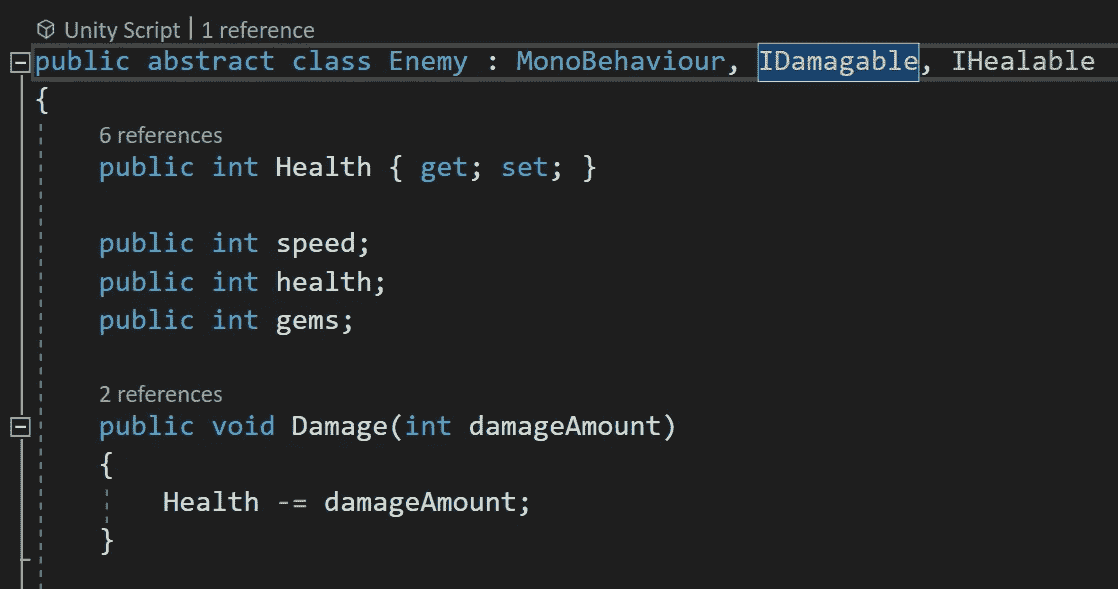 Unity Script | 1 reference
public abstract class Enemy : MonoBehaviour, IDamagable, IHealable
{
6 references
public int Health { get; set; }
public int speed;
public int health;
public int gems;
2 references
public void Damage(int damageAmount)
{
Health -= damageAmount;
}